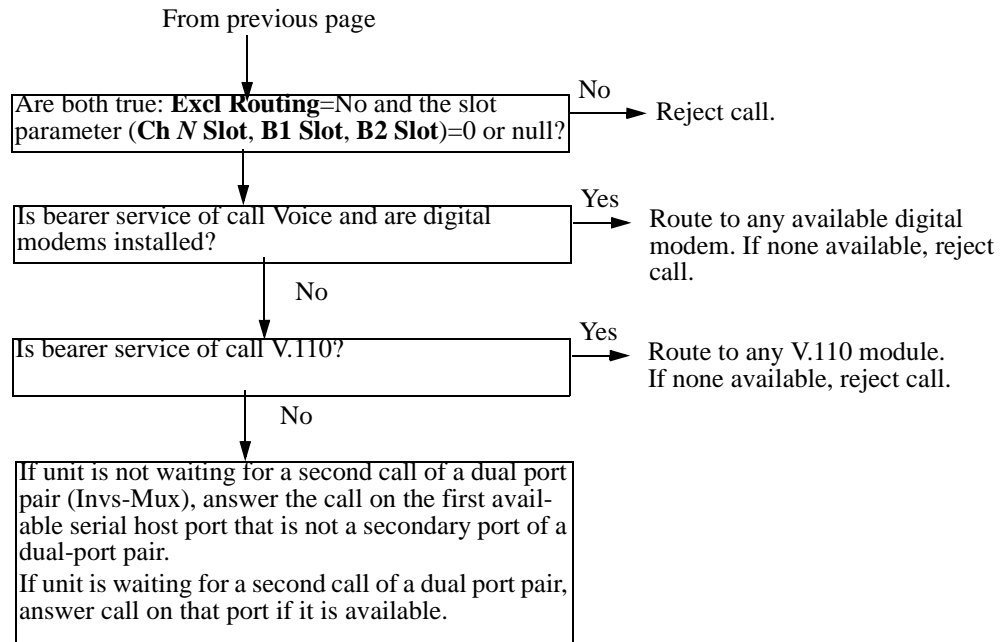 From previous page
Are both true: Excl Routing=No and the slot
parameter (Ch N Slot, B1 Slot, B2 Slot)=0 or null?
No
Reject call.
Is bearer service of call Voice and are digital
modems installed?
Yes
Route to any available digital
modem. If none available, reject
call.
No
Is bearer service of call V.110?
Yes
Route to any V.110 module.
If none available, reject call.
No
If unit is not waiting for a second call of a dual port
pair (Invs-Mux), answer the call on the first avail-
able serial host port that is not a secondary port of a
dual-port pair.
If unit is waiting for a second call of a dual port pair,
answer call on that port if it is available.